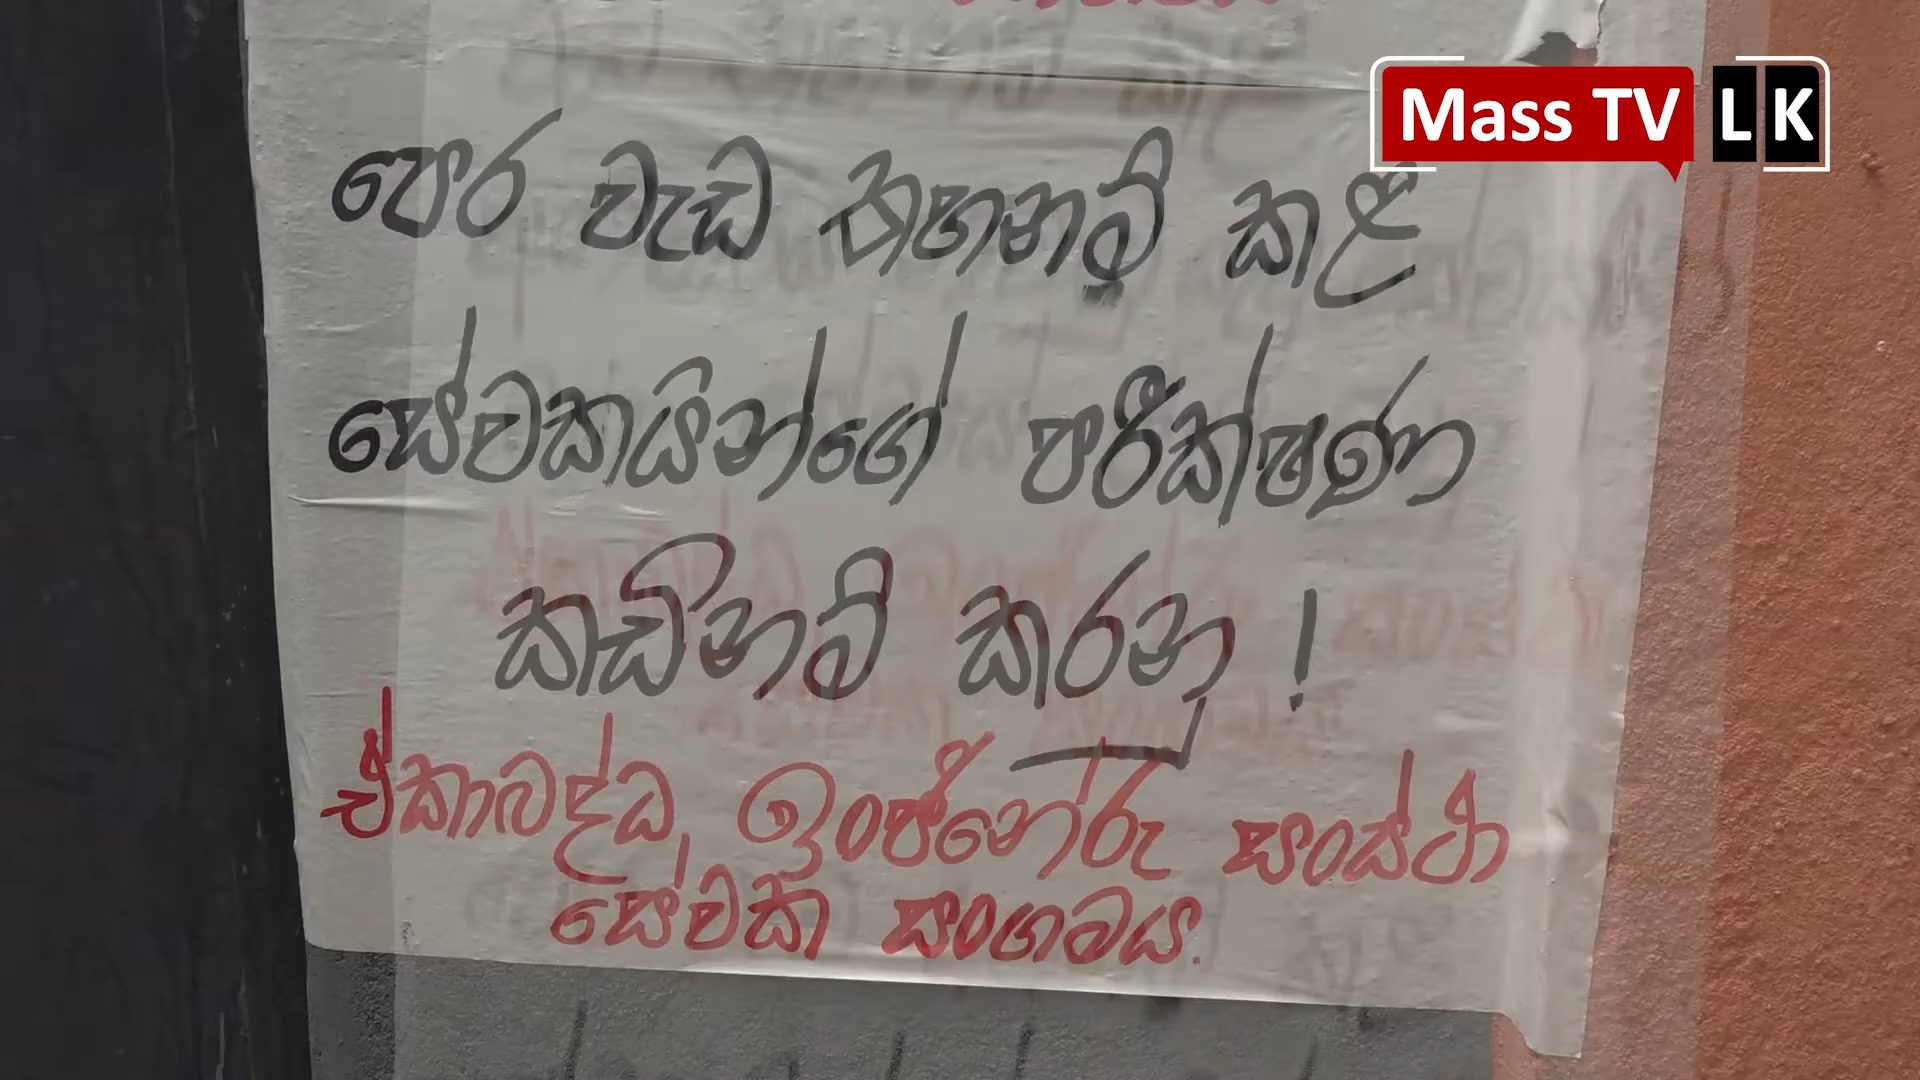 Mass TV LK
පෙර වැඩ තහනම් කළ
සේවකයින්ගේ පරීක්ෂණ
කඩිනම් කරනු !
ඒකාබද්ධ ඉංජිනේරු සංස්ථා
සේවක සංගමය.